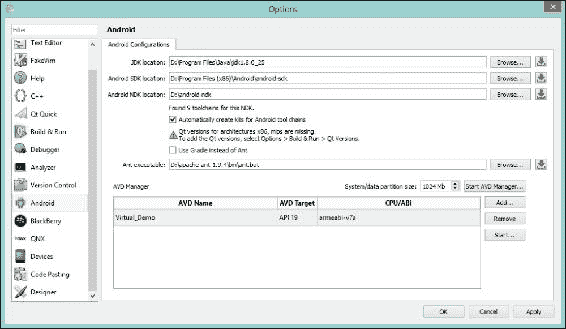 Options
Filter
Android
Text Editor
FakeVim
Help
C++
Qt Quick
Build & Run
Debugger
Analyzer
Version Control
Android
BlackBerry
QNX
Devices
Code Pasting
Designer
Android Configurations
JDK location: D:\Program Files\Java\jdk1.8.0_25 Browse...
Android SDK location: D:\Program Files (x86)\Android\android-sdk Browse...
Android NDK location: D:\android-ndk Browse...
Found 9 toolchains for this NDK.
Automatically create kits for Android tool chains
Qt versions for architectures x86, mips are missing.
To add the Qt versions, select Options > Build & Run > Qt Versions.
Use Gradle instead of Ant
Ant executable: D:\apache-ant-1.9.4\bin\ant.bat Browse...
AVD Manager System/data partition size: 1024 Mb Start AVD Manager...
AVD Name AVD Target CPU/ABI Add...
Virtual_Demo API 19 armeabi-v7a
Remove
Start...
OK Cancel Apply